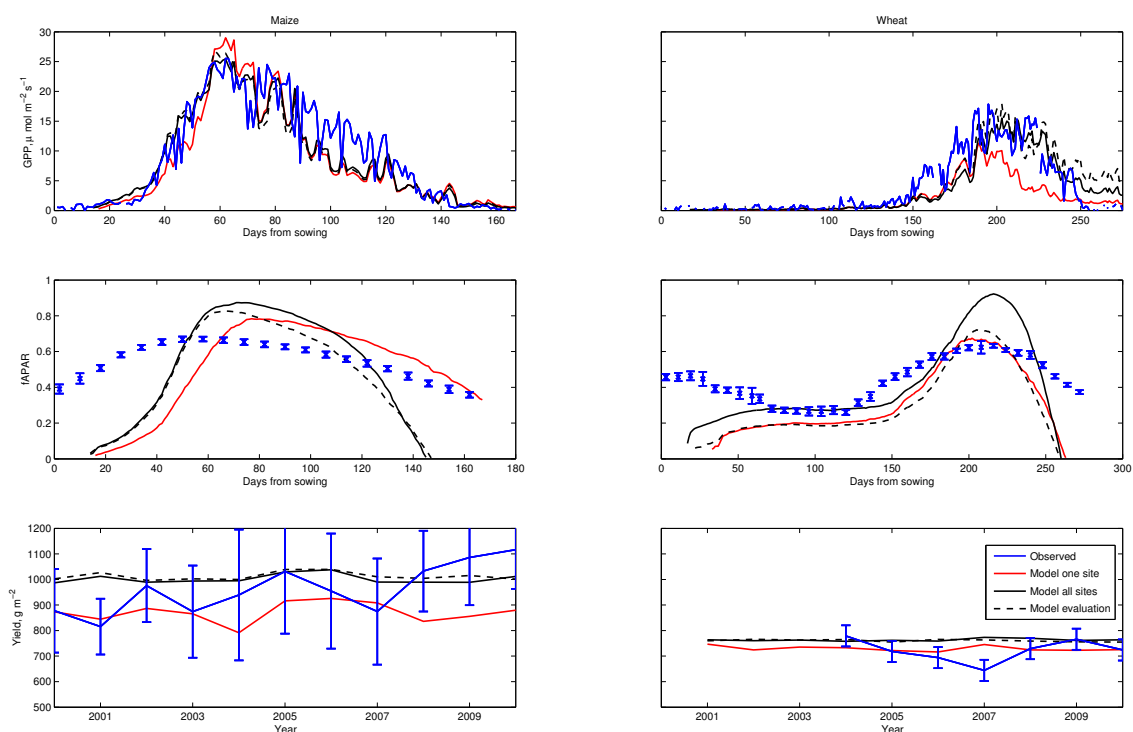 Maize
Wheat
30
25
20
15
10
5
0
GPP, μ mol m−2 s−1
0 20 40 60 80 100 120 140 160
Days from sowing
0 50 100 150 200 250
Days from sowing
1
0.8
0.6
0.4
0.2
0
fAPAR
0 20 40 60 80 100 120 140 160 180
Days from sowing
0 50 100 150 200 250 300
Days from sowing
1200
1100
1000
900
800
700
600
500
Yield, g m−2
2001 2003 2005 2007 2009
Year
Observed
Model one site
Model all sites
Model evaluation
2001 2003 2005 2007 2009
Year